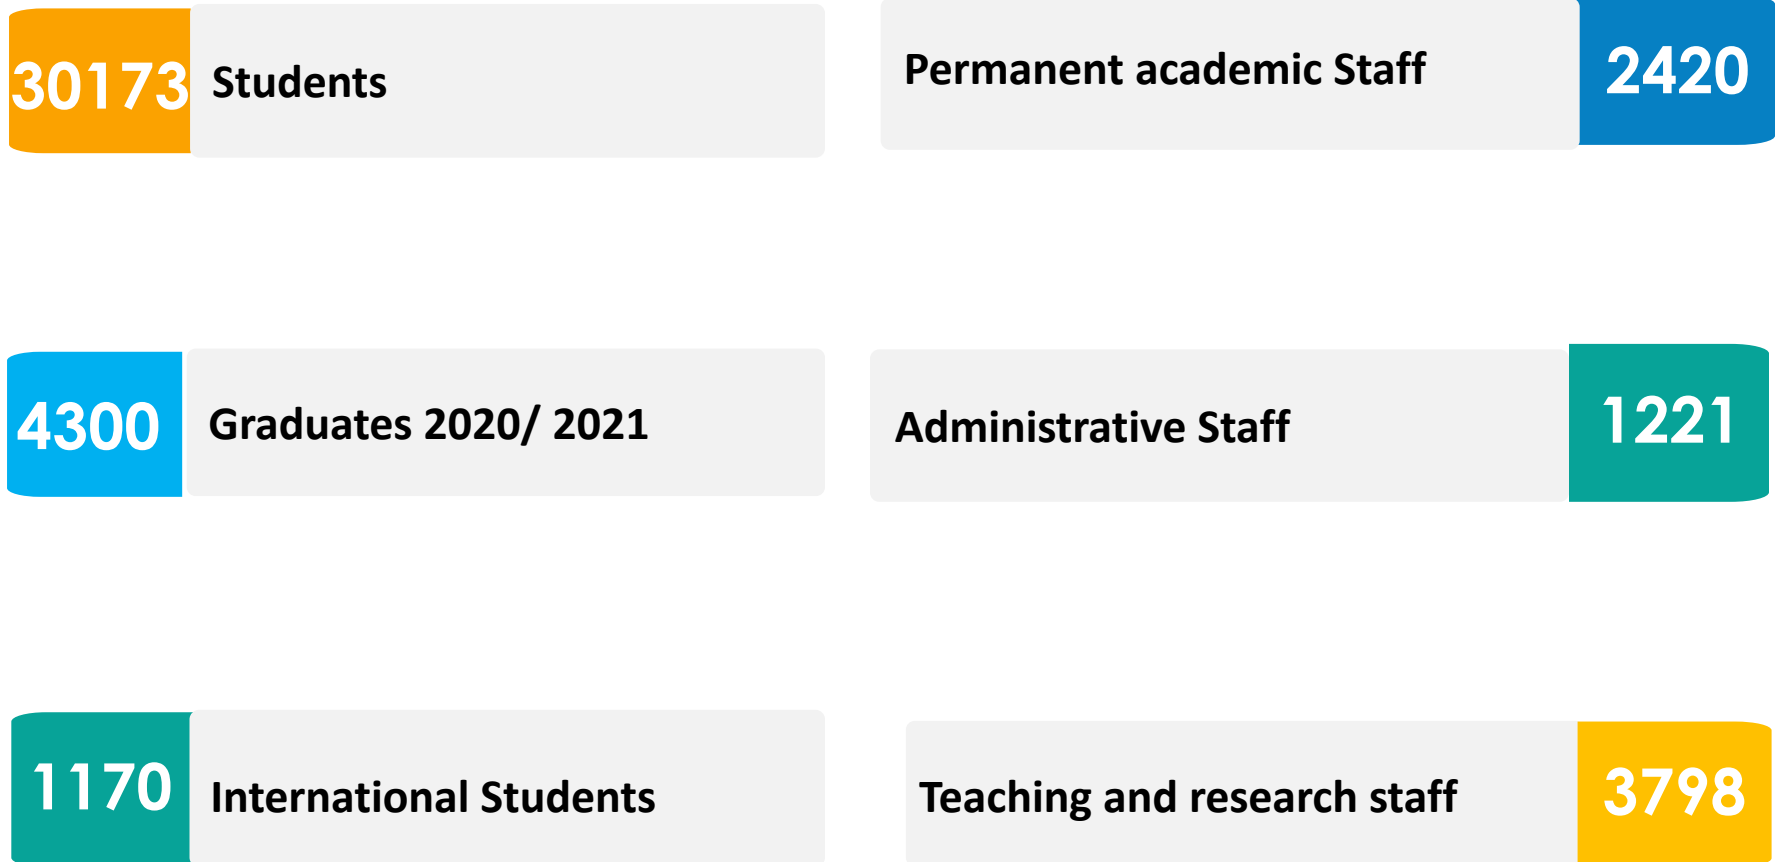 30173 Students
Permanent academic Staff 2420
4300 Graduates 2020/ 2021
Administrative Staff 1221
1170 International Students
Teaching and research staff 3798